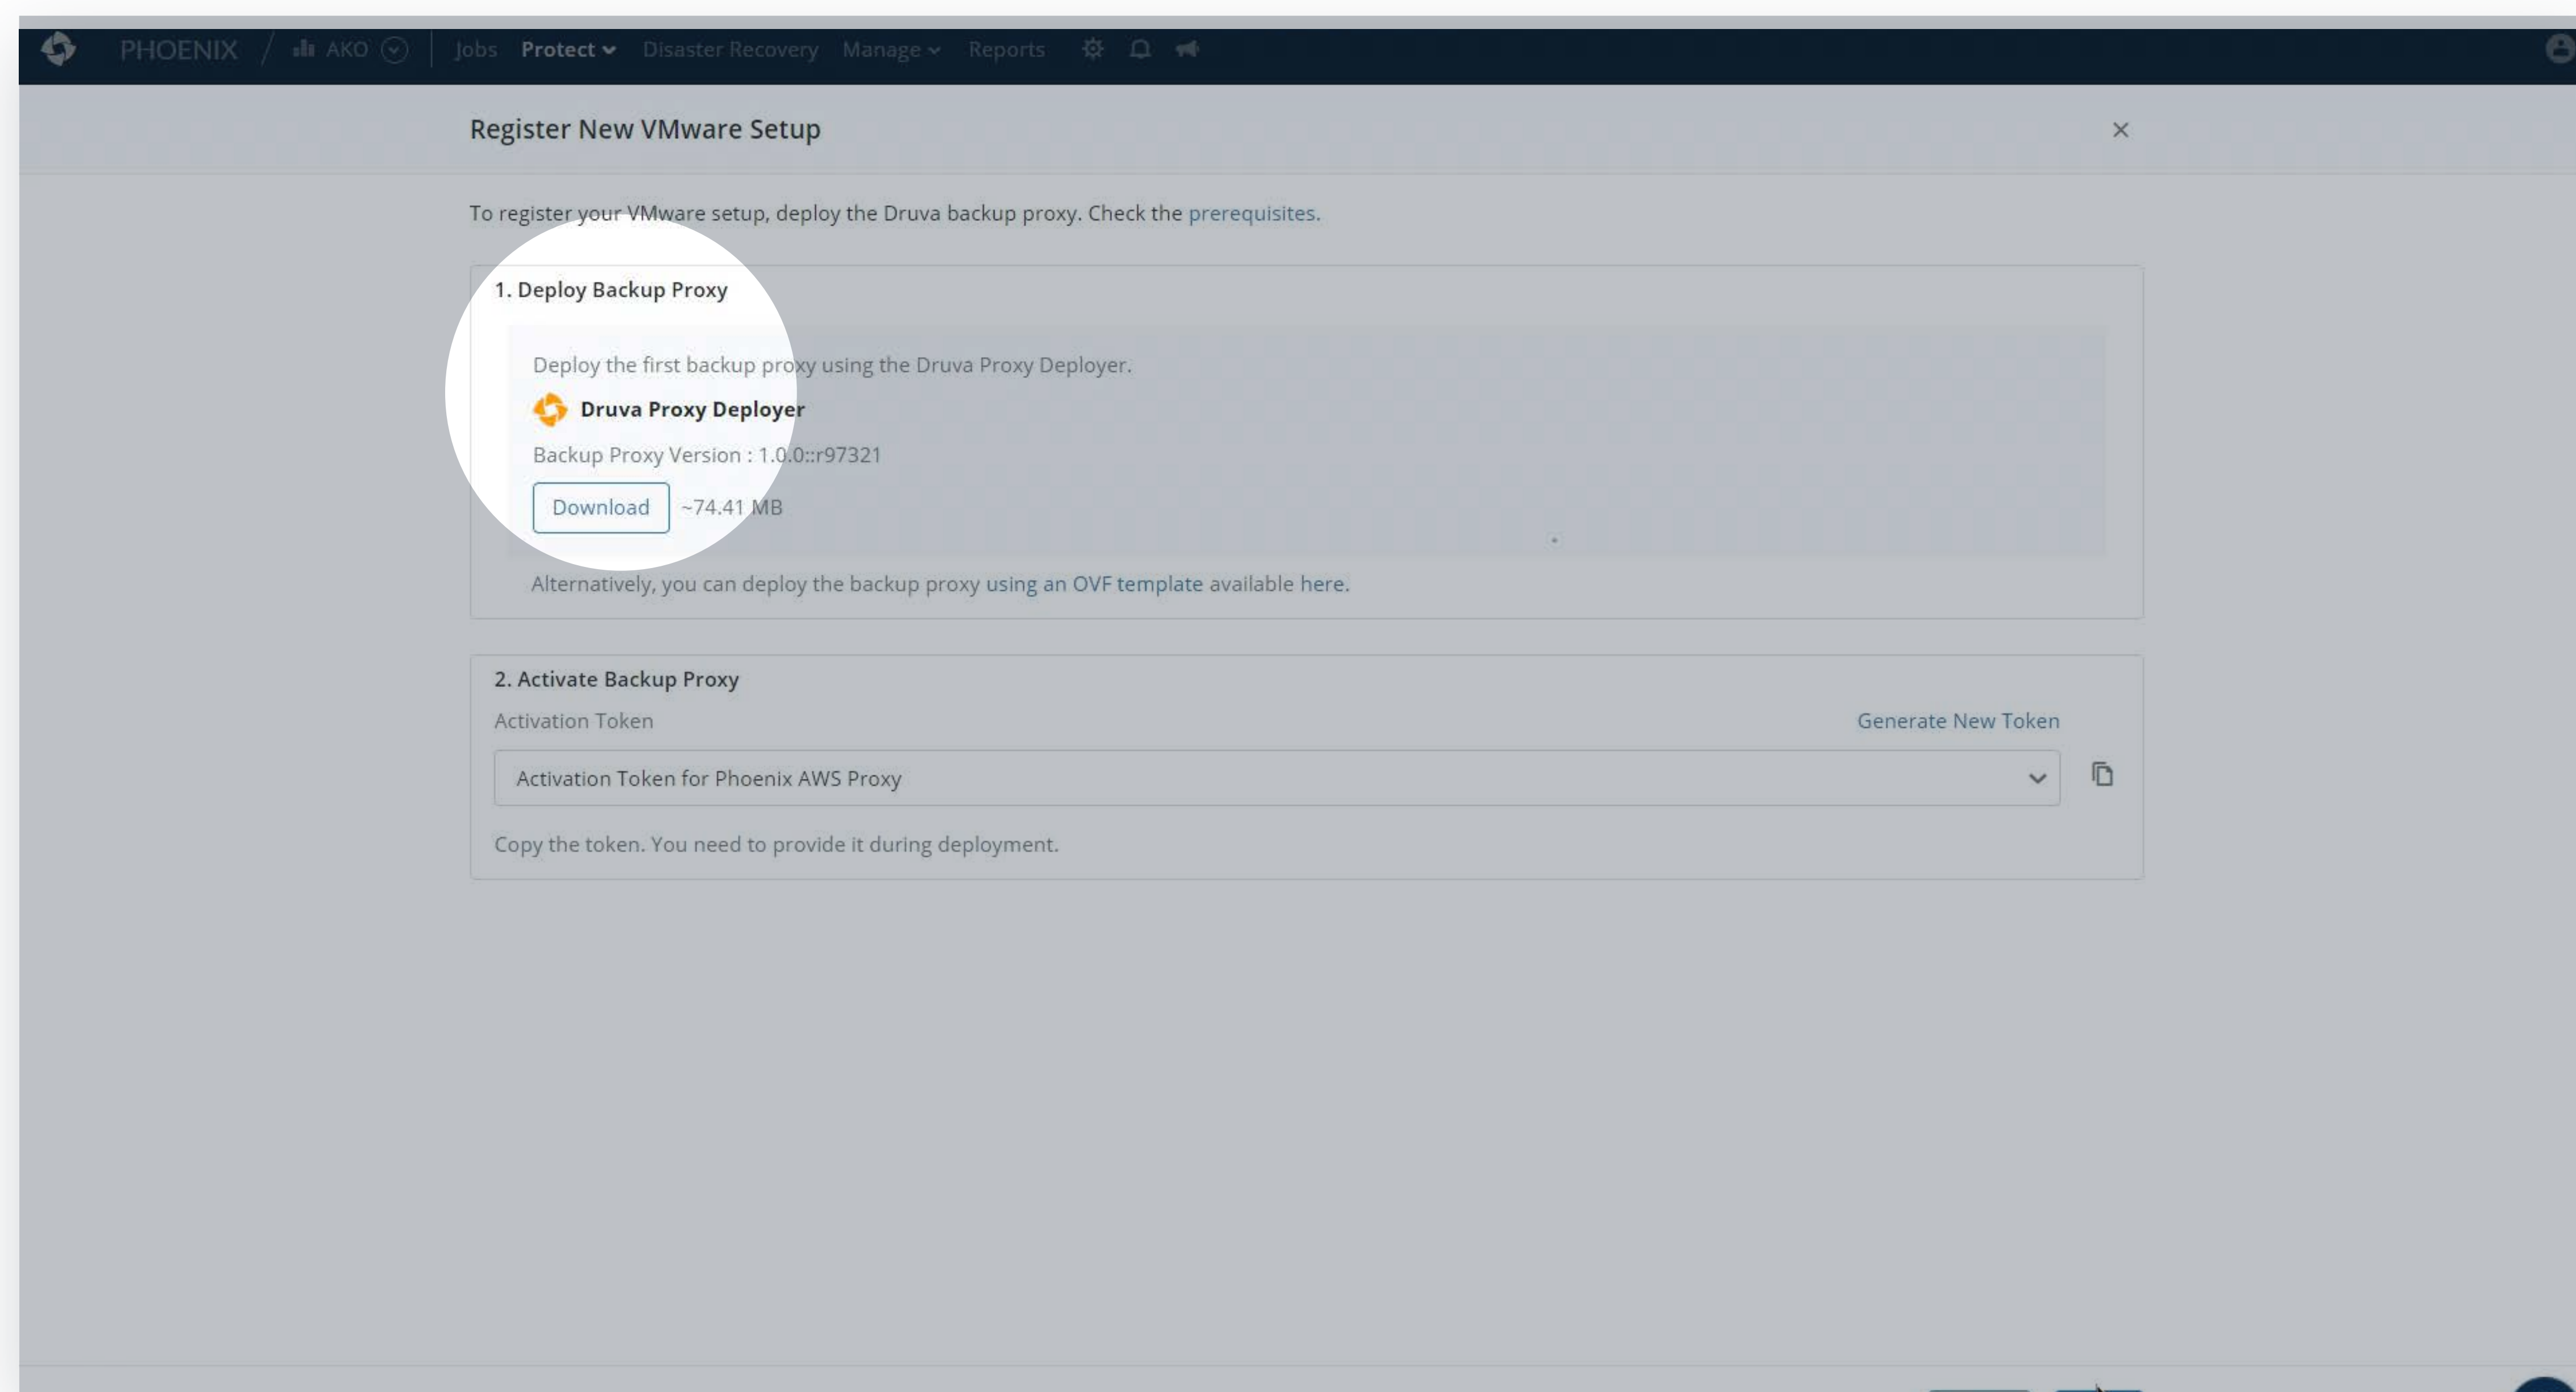 PHOENIX / AKO Jobs Protect Disaster Recovery Manage Reports
Register New VMware Setup
To register your VMware setup, deploy the Druva backup proxy. Check the prerequisites.
1. Deploy Backup Proxy
Deploy the first backup proxy using the Druva Proxy Deployer.
Druva Proxy Deployer
Backup Proxy Version : 1.0.0::r97321
Download ~74.41 MB
Alternatively, you can deploy the backup proxy using an OVF template available here.
2. Activate Backup Proxy
Activation Token Generate New Token
Activation Token for Phoenix AWS Proxy
Copy the token. You need to provide it during deployment.